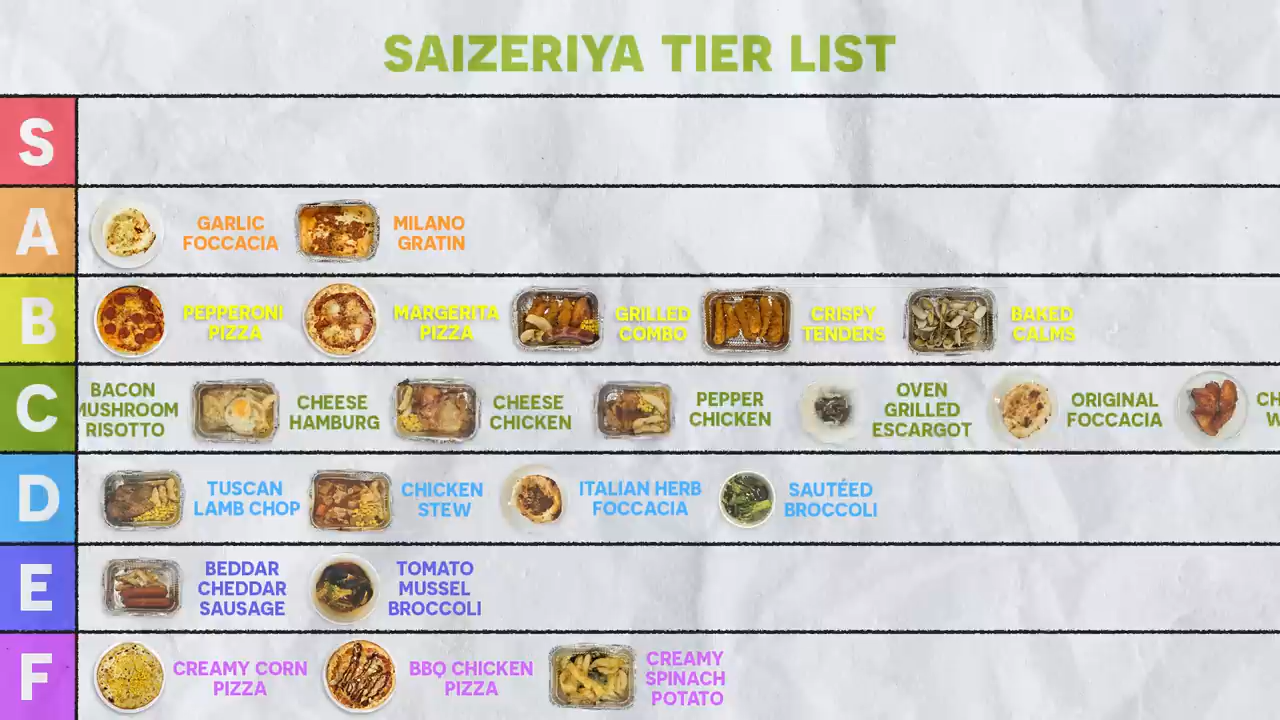 SAIZERIYA TIER LIST
S
A
GARLIC
FOCCACIA
MILANO
GRATIN
B
PEPPERONI
PIZZA
MARGERITA
PIZZA
GRILLED
COMBO
CRISPY
TENDERS
BAKED
CALMS
C
BACON
MUSHROOM
RISOTTO
CHEESE
HAMBURG
CHEESE
CHICKEN
PEPPER
CHICKEN
OVEN
GRILLED
ESCARGOT
ORIGINAL
FOCCACIA
CH
W
D
TUSCAN
LAMB CHOP
CHICKEN
STEW
ITALIAN HERB
FOCCACIA
SAUTÉED
BROCCOLI
E
BEDDAR
CHEDDAR
SAUSAGE
TOMATO
MUSSEL
BROCCOLI
F
CREAMY CORN
PIZZA
BBQ CHICKEN
PIZZA
CREAMY
SPINACH
POTATO